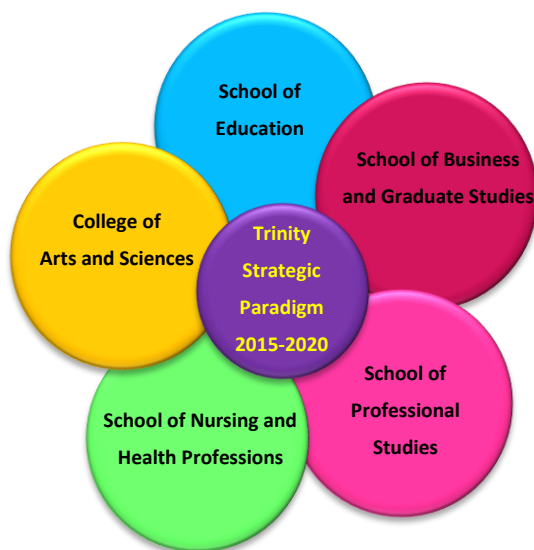 School of
Education
School of Business
and Graduate Studies
College of
Arts and Sciences
Trinity
Strategic
Paradigm
2015-2020
School of
Professional
Studies
School of Nursing and
Health Professions